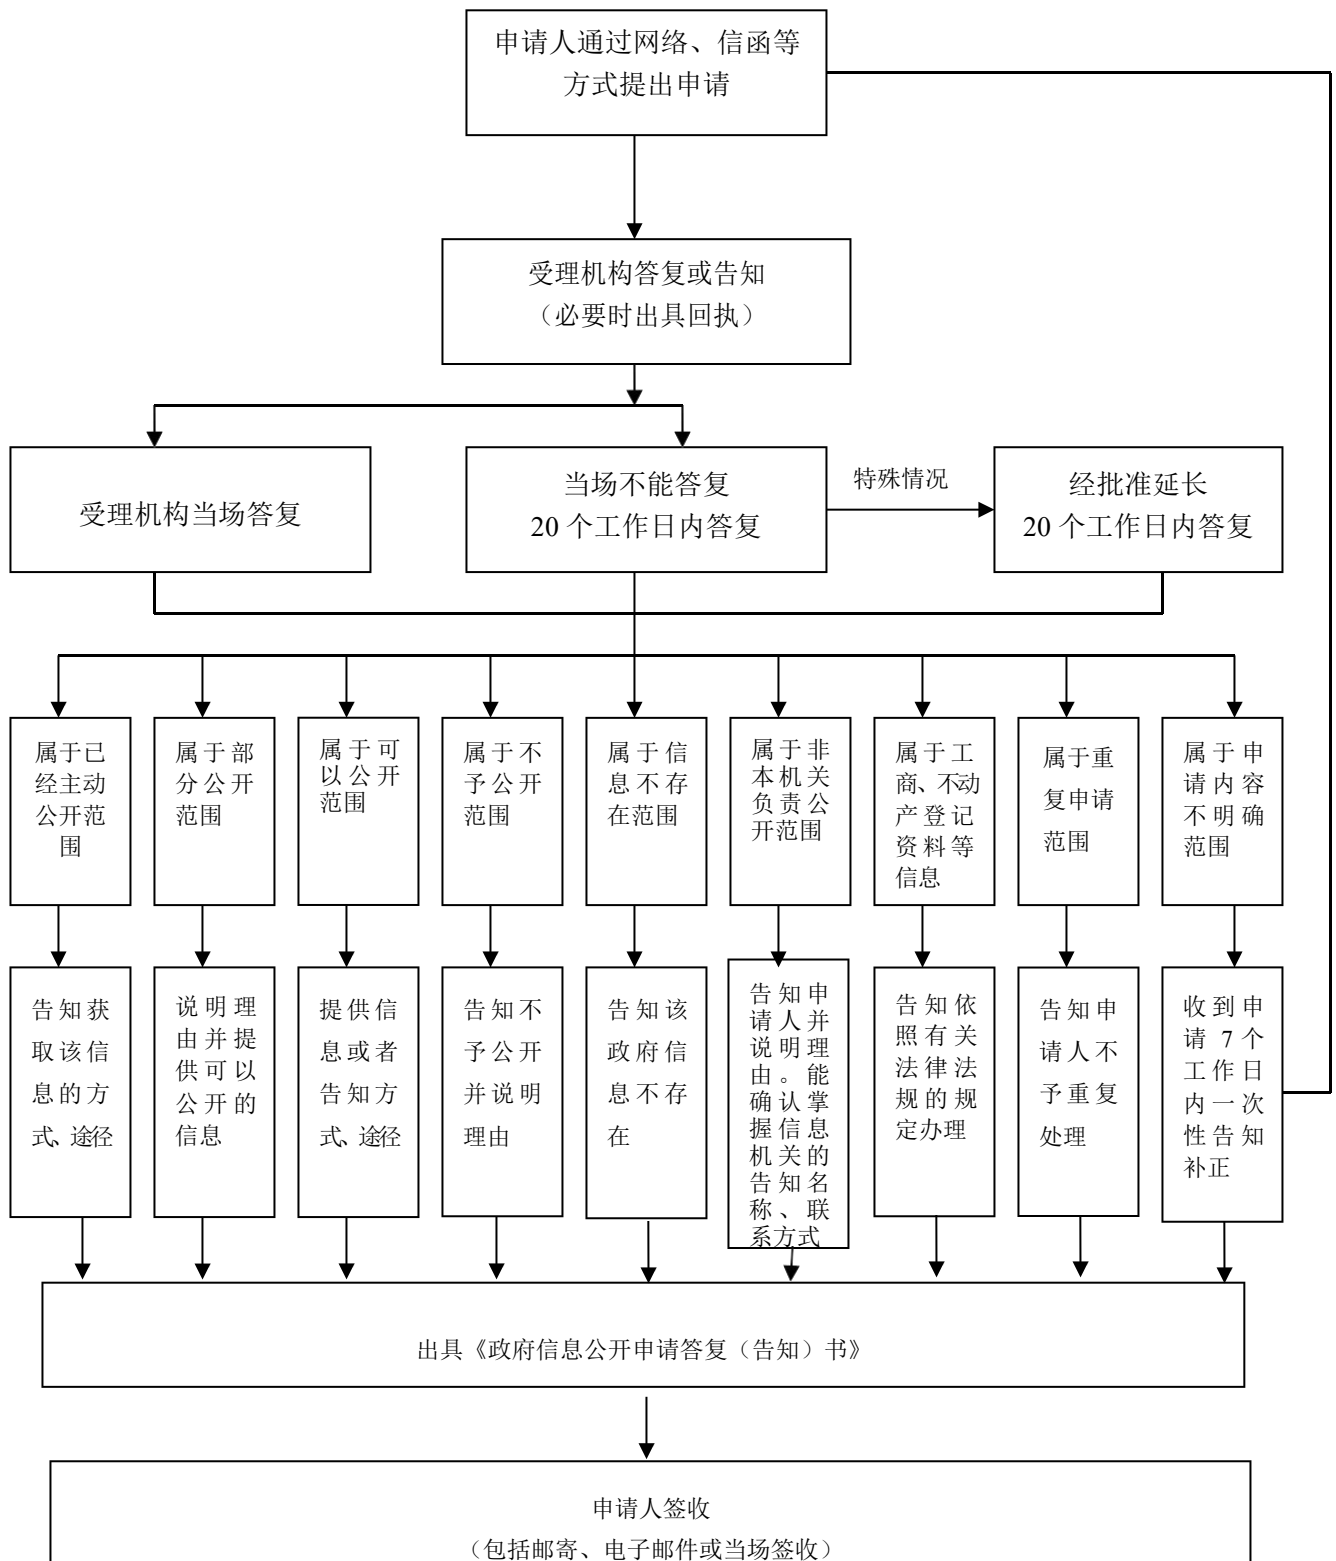 申请人通过网络、信函等
方式提出申请
受理机构答复或告知
（必要时出具回执）
受理机构当场答复
当场不能答复
20 个工作日内答复
特殊情况
经批准延长
20 个工作日内答复
属于已
经主动
公开范
围
属于部
分公开
范围
属于可
以公开
范围
属于不
予公开
范围
属于信
息不存
在范围
属于非
本机关
负责公
开范围
属于工
商、不动
产登记
资料等
信息
属于重
复申请
范围
属于申
请内容
不明确
范围
告知获
取该信
息的方
式、途径
说明理
由并提
供可以
公开的
信息
提供信
息或者
告知方
式、途径
告知不
予公开
并说明
理由
告知该
政府信
息不存
在
告知申
请人并
说明理
由。能
确认掌
握信息
机关的
告知名
称、联
系方式
告知依
照有关
法律法
规的规
定办理
告知申
请人不
予重复
处理
收到申
请 7 个
工作日
内一次
性告知
补正
出具《政府信息公开申请答复（告知）书》
申请人签收
（包括邮寄、电子邮件或当场签收）